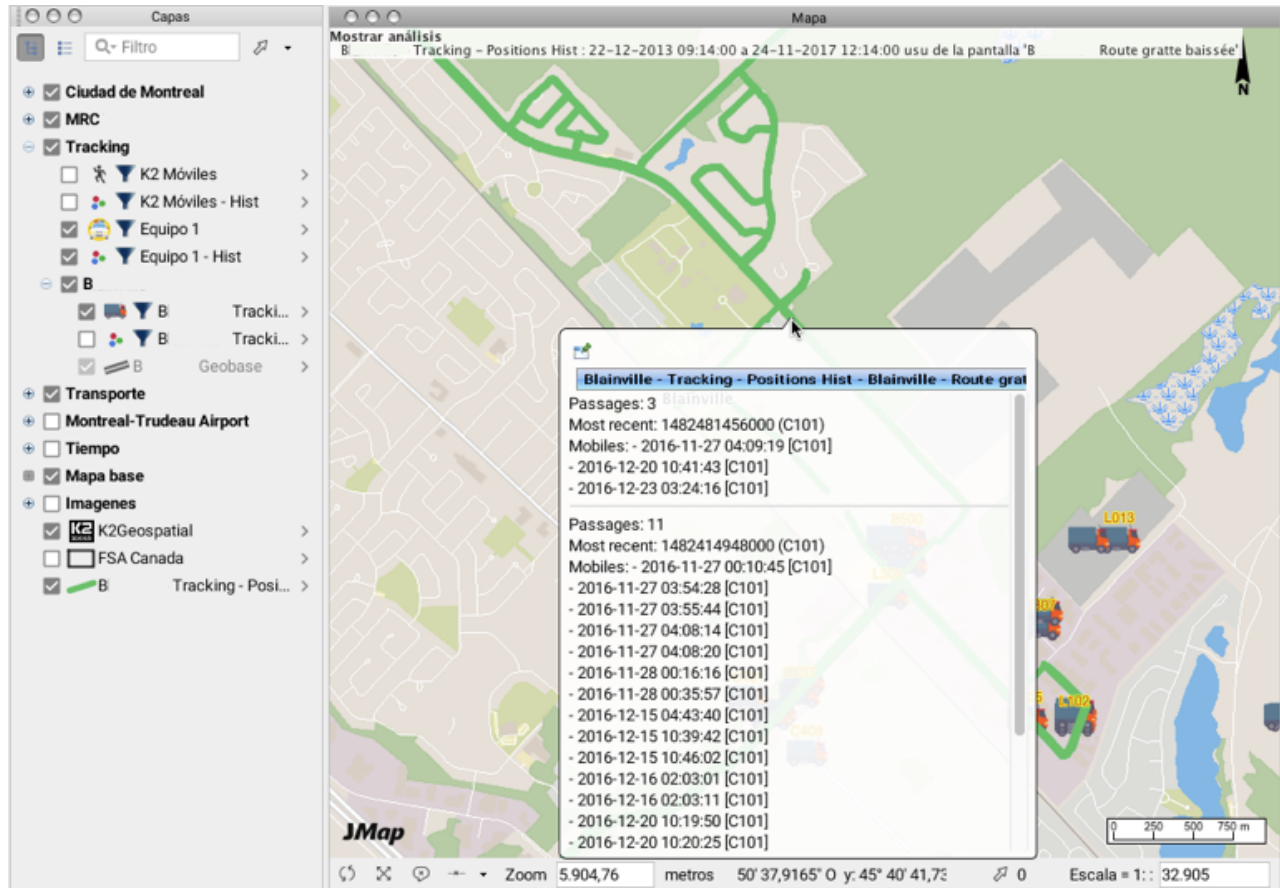 Capas
Filtro
Ciudad de Montreal
MRC
Tracking
K2 Móviles
K2 Móviles - Hist
Equipo 1
Equipo 1 - Hist
B
B Tracki...
B Tracki...
B Geobase
Transporte
Montreal-Trudeau Airport
Tiempo
Mapa base
Imagenes
K2Geospatial
FSA Canada
B Tracking - Posi...
Mapa
Mostrar análisis
B Tracking - Positions Hist : 22-12-2013 09:14:00 a 24-11-2017 12:14:00 usu de la pantalla 'B Route gratte baissée'
N
Blainville - Tracking - Positions Hist - Blainville - Route grat
Blainville
Passages: 3
Most recent: 1482481456000 (C101)
Mobiles: - 2016-11-27 04:09:19 [C101]
- 2016-12-20 10:41:43 [C101]
- 2016-12-23 03:24:16 [C101]
Passages: 11
Most recent: 1482414948000 (C101)
Mobiles: - 2016-11-27 00:10:45 [C101]
- 2016-11-27 03:54:28 [C101]
- 2016-11-27 03:55:44 [C101]
- 2016-11-27 04:08:14 [C101]
- 2016-11-27 04:08:20 [C101]
- 2016-11-28 00:16:16 [C101]
- 2016-11-28 00:35:57 [C101]
- 2016-12-15 04:43:40 [C101]
- 2016-12-15 10:39:42 [C101]
- 2016-12-15 10:46:02 [C101]
- 2016-12-16 02:03:01 [C101]
- 2016-12-16 02:03:11 [C101]
- 2016-12-20 10:19:50 [C101]
- 2016-12-20 10:20:25 [C101]
L013
L102
C408
JMap
0 250 500 750 m
Zoom 5.904,76 metros 50' 37,9165" O y: 45° 40' 41,73 0 Escala = 1: : 32.905